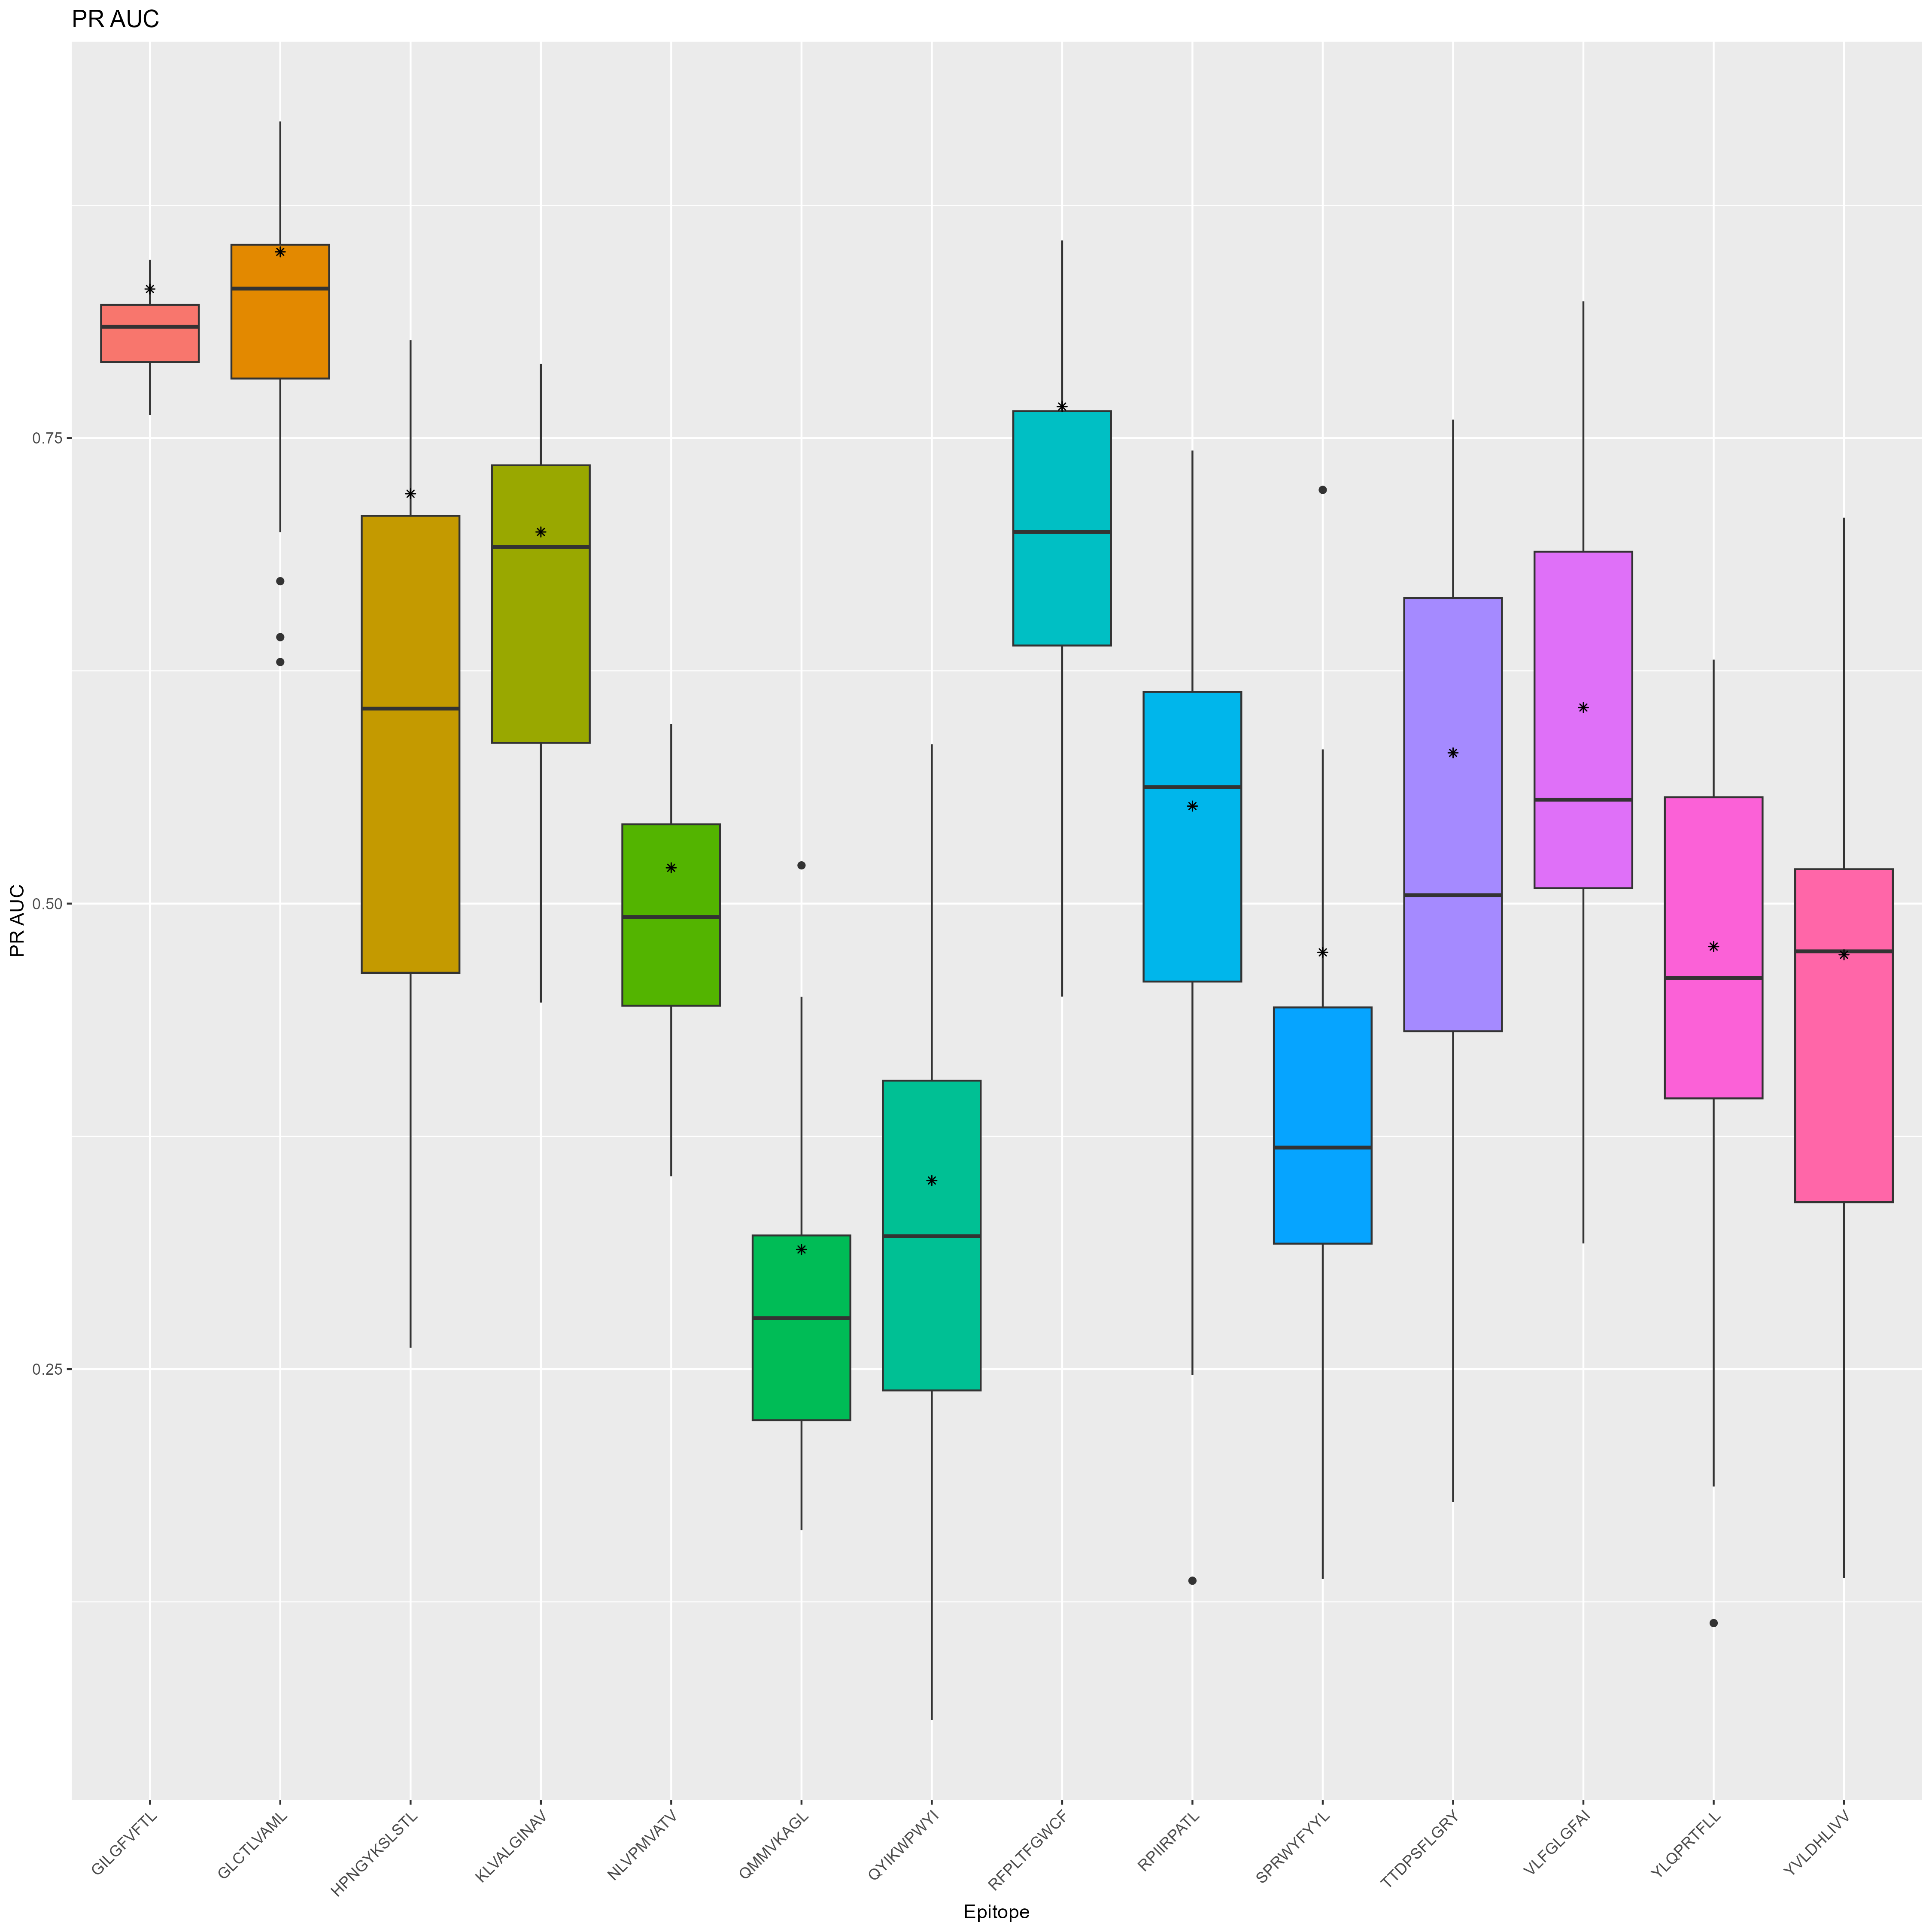 PR AUC
PR AUC
0.75
0.50
0.25
GILGFVFTL
GLCTLVAML
HPNGYKSLSTL
KLVALGINAV
NLVPMVATV
QMMVKAGL
QYIKWPWYI
RFPLTFGWCF
RPIIRPATL
SPRWYFYYL
TTDPSFLGRY
VLFGLGFAI
YLQPRTFLL
YVLDHLIVV
Epitope